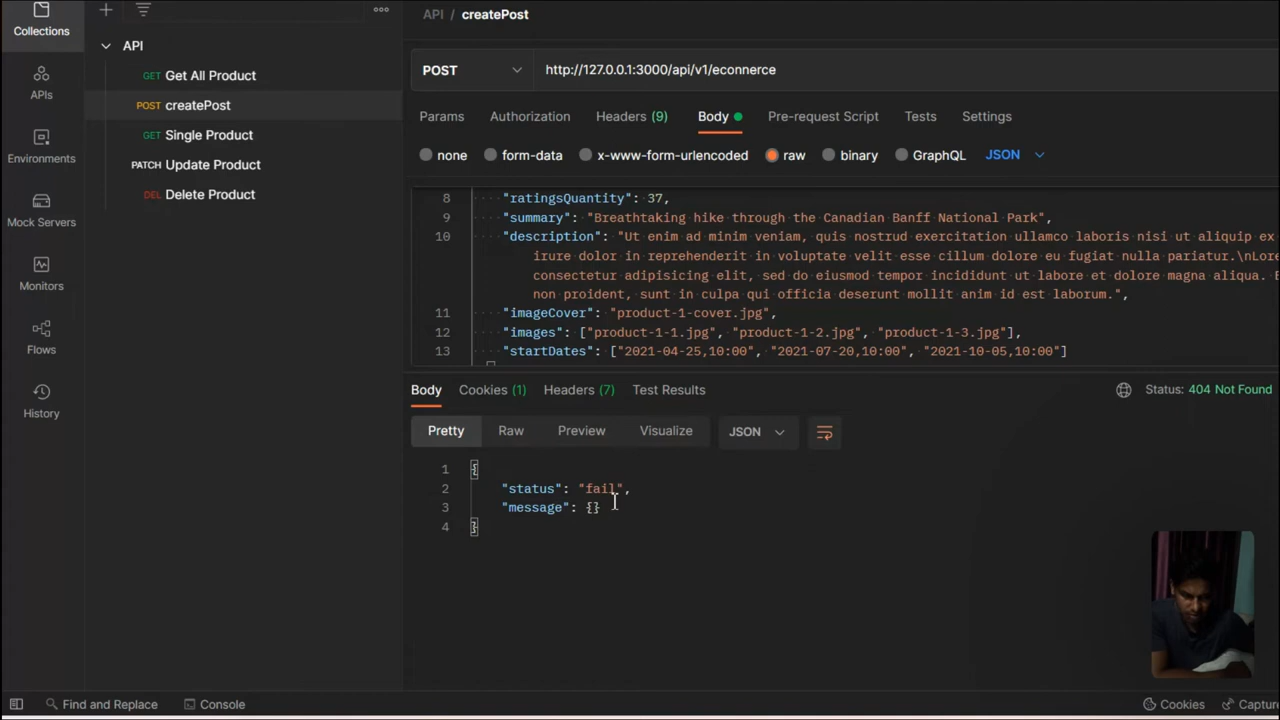 Collections
APIs
Environments
Mock Servers
Monitors
Flows
History
API
GET Get All Product
POST createPost
GET Single Product
PATCH Update Product
DEL Delete Product
API / createPost
POST http://127.0.0.1:3000/api/v1/econnerce
Params Authorization Headers (9) Body Pre-request Script Tests Settings
none form-data x-www-form-urlencoded raw binary GraphQL JSON
8 "ratingsQuantity": 37,
9 "summary": "Breathtaking hike through the Canadian Banff National Park",
10 "description": "Ut enim ad minim veniam, quis nostrud exercitation ullamco laboris nisi ut aliquip ex
irure dolor in reprehenderit in voluptate velit esse cillum dolore eu fugiat nulla pariatur.\nLore
consectetur adipisicing elit, sed do eiusmod tempor incididunt ut labore et dolore magna aliqua.
non proident, sunt in culpa qui officia deserunt mollit anim id est laborum.",
11 "imageCover": "product-1-cover.jpg",
12 "images": ["product-1-1.jpg", "product-1-2.jpg", "product-1-3.jpg"],
13 "startDates": ["2021-04-25,10:00", "2021-07-20,10:00", "2021-10-05,10:00"]
Body Cookies (1) Headers (7) Test Results Status: 404 Not Found
Pretty Raw Preview Visualize JSON
1 {
2 "status": "fail",
3 "message": {}
4 }
Find and Replace Console Cookies Captur